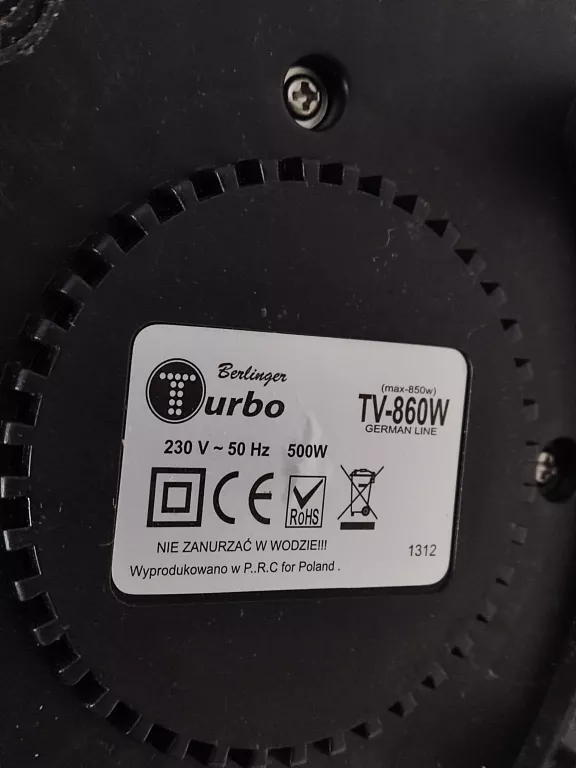 Berlinger
Turbo
(max-850w)
TV-860W
GERMAN LINE
230 V ~ 50 Hz 500W
CE
RoHS
NIE ZANURZAĆ W WODZIE!!!
1312
Wyprodukowano w P..R.C for Poland .